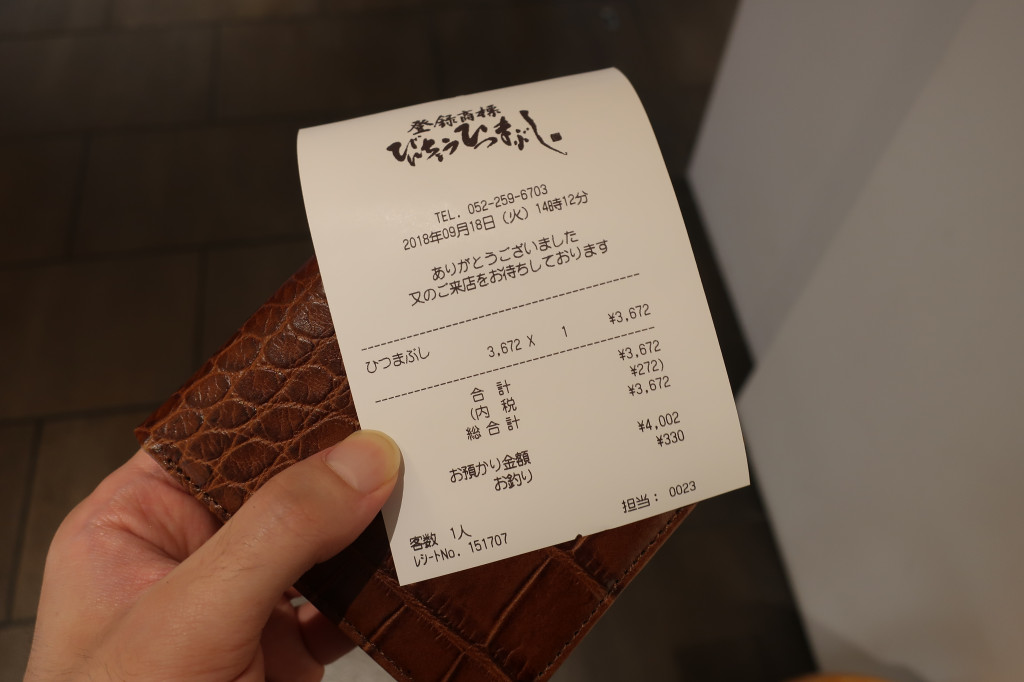 登録商標
びんちょうひつまぶし
TEL. 052-259-6703
2018年09月18日（火）14時12分
ありがとうございました
又のご来店をお待ちしております
ひつまぶし 3,672 X 1 ¥3,672
合 計 ¥3,672
(内 税 ¥272)
総合計 ¥3,672
お預かり金額 ¥4,002
お釣り ¥330
客数 1人 担当： 0023
ﾚｼｰﾄNo. 151707